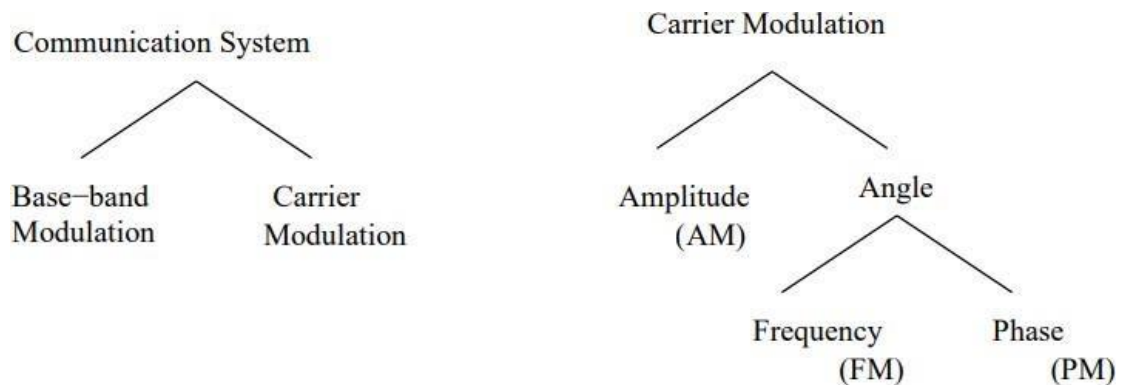 Communication System
Base−band
Modulation
Carrier
Modulation
Carrier Modulation
Amplitude
(AM)
Angle
Frequency
(FM)
Phase
(PM)